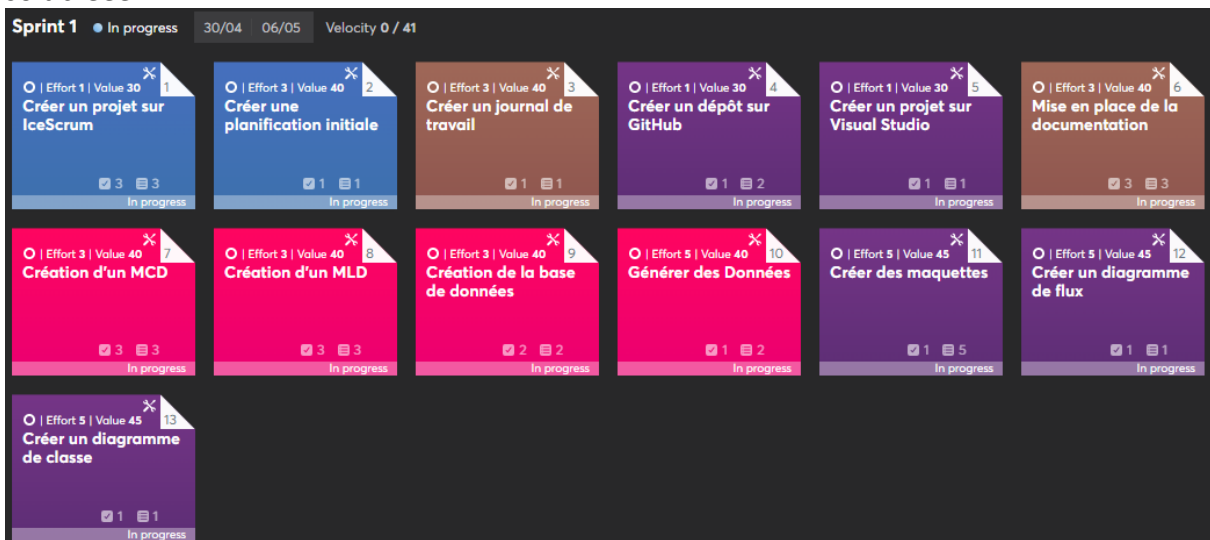 Sprint 1 In progress 30/04 06/05 Velocity 0 / 41
| Effort 1 | Value 30 1
Créer un projet sur
IceScrum
3 3
In progress
| Effort 3 | Value 40 2
Créer une
planification initiale
1 1
In progress
| Effort 3 | Value 40 3
Créer un journal de
travail
1 1
In progress
| Effort 1 | Value 30 4
Créer un dépôt sur
GitHub
1 2
In progress
| Effort 1 | Value 30 5
Créer un projet sur
Visual Studio
1 1
In progress
| Effort 3 | Value 40 6
Mise en place de la
documentation
3 3
In progress
| Effort 3 | Value 40 7
Création d'un MCD
3 3
In progress
| Effort 3 | Value 40 8
Création d'un MLD
3 3
In progress
| Effort 3 | Value 40 9
Création de la base
de données
2 2
In progress
| Effort 5 | Value 40 10
Générer des Données
1 2
In progress
| Effort 5 | Value 45 11
Créer des maquettes
1 5
In progress
| Effort 5 | Value 45 12
Créer un diagramme
de flux
1 1
In progress
| Effort 5 | Value 45 13
Créer un diagramme
de classe
1 1
In progress